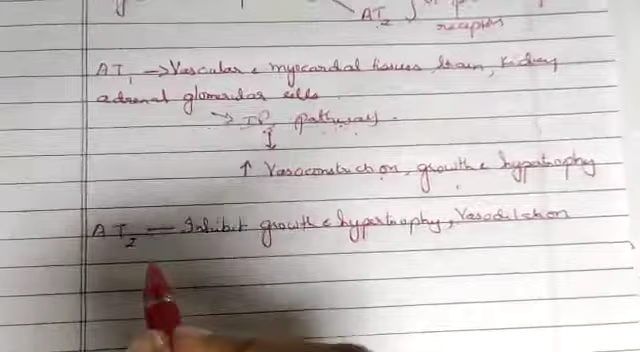 AT2
receptors
AT1 → Vascular & myocardial tissues brain, kidney
adrenal glomerular cells
→ IP3 pathway.
↓
↑ Vasoconstriction, growth & hypertrophy
AT2 — Inhibit growth & hypertrophy, Vasodilation